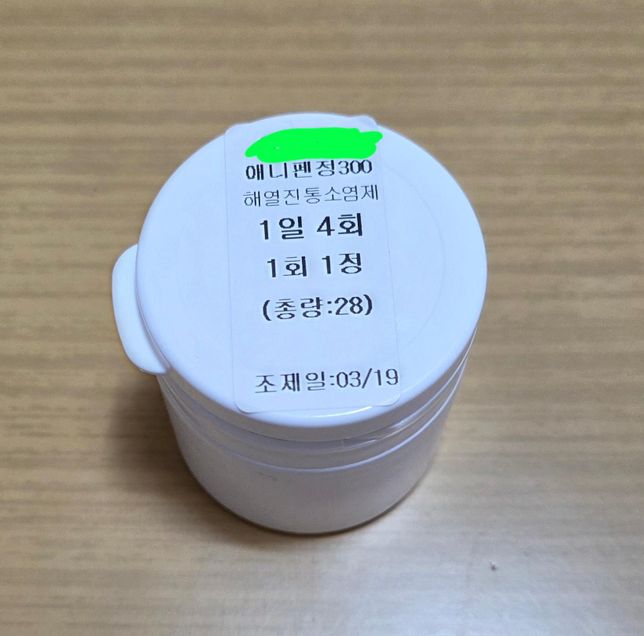 애니펜정300
해열진통소염제
1일 4회
1회 1정
(총량:28)
조제일:03/19